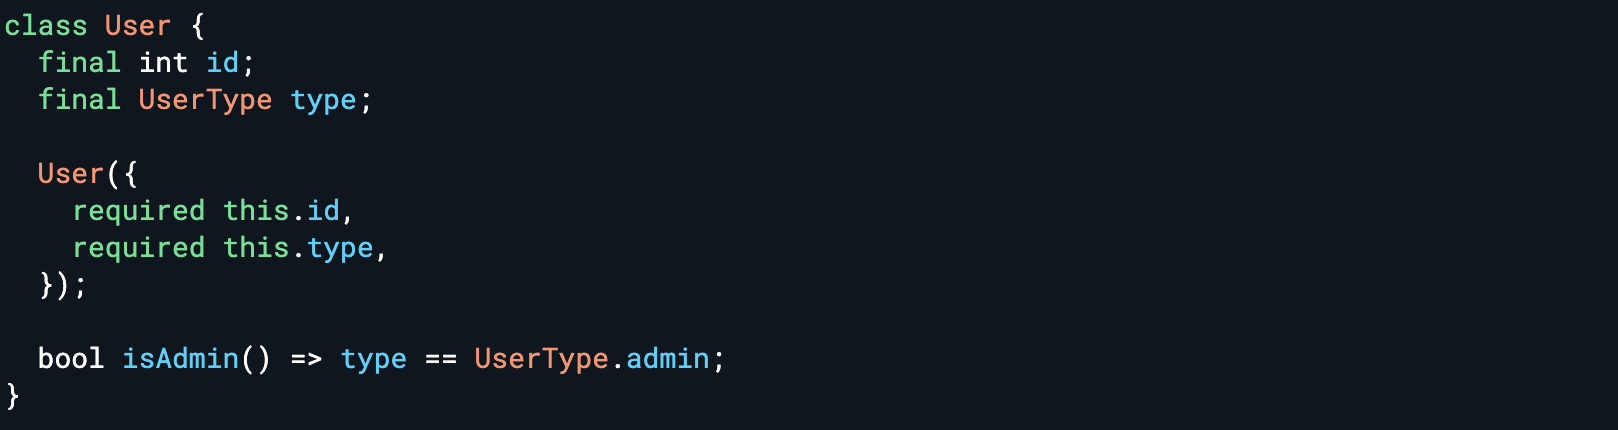 class User {
  final int id;
  final UserType type;

  User({
    required this.id,
    required this.type,
  });

  bool isAdmin() => type == UserType.admin;
}